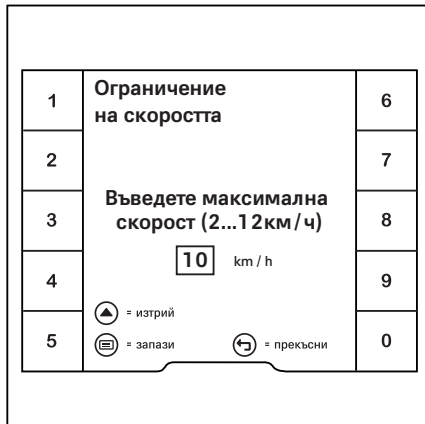 1
Ограничение
на скоростта
6
2
7
Въведете максимална
3
скорост (2...12км/ч)
8
10 km / h
4
9
= изтрий
5
= запази
= прекъсни
0